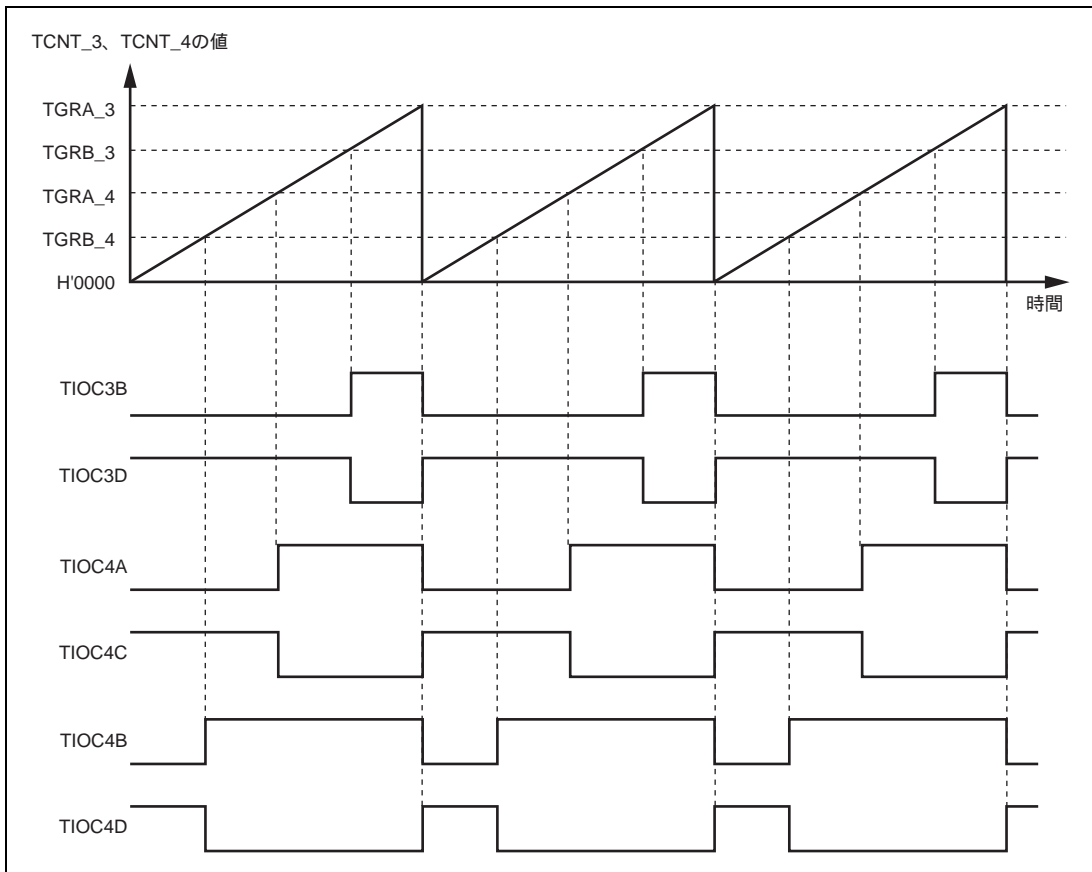 TCNT_3、TCNT_4の値
TGRA_3
TGRB_3
TGRA_4
TGRB_4
H'0000
時間
TIOC3B
TIOC3D
TIOC4A
TIOC4C
TIOC4B
TIOC4D